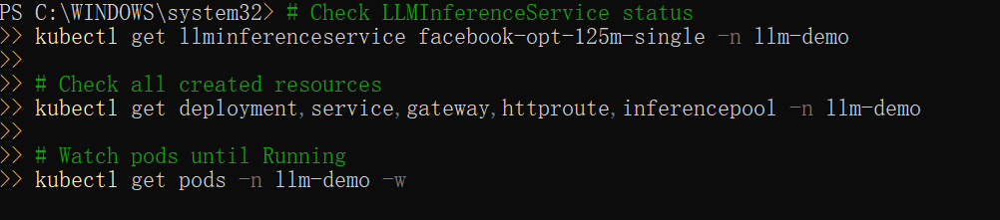 PS C:\WINDOWS\system32> # Check LLMInferenceService status
>> kubectl get llminferenceservice facebook-opt-125m-single -n llm-demo
>>
>> # Check all created resources
>> kubectl get deployment,service,gateway,httproute,inferencepool -n llm-demo
>>
>> # Watch pods until Running
>> kubectl get pods -n llm-demo -w